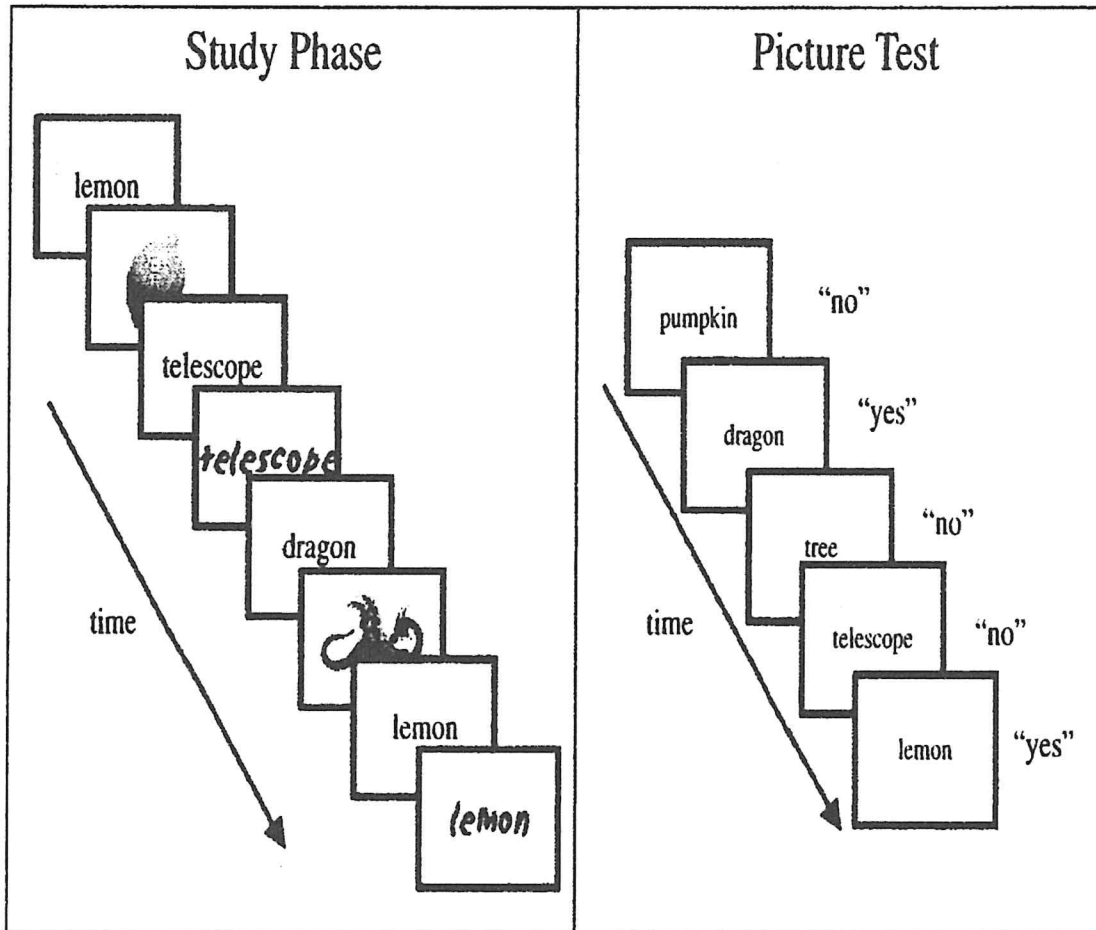 Study Phase
lemon
telescope
telescope
dragon
time
lemon
lemon
Picture Test
pumpkin
“no”
dragon
“yes”
tree
“no”
time
telescope
“no”
lemon
“yes”